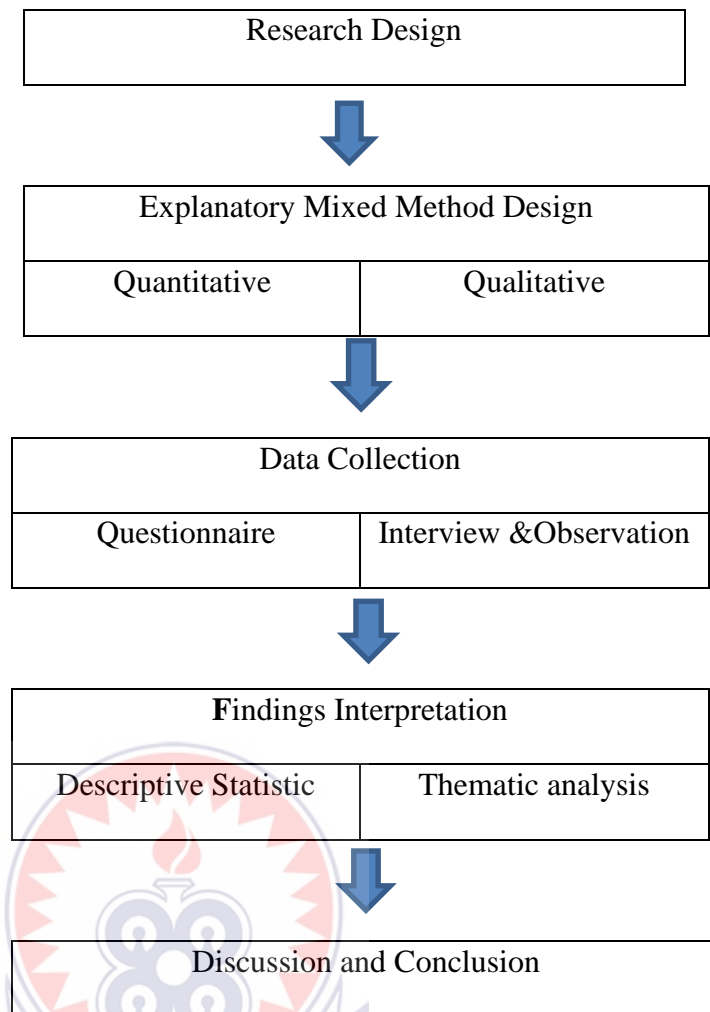 Research Design
Explanatory Mixed Method Design
Quantitative Qualitative
Data Collection
Questionnaire Interview &Observation
Findings Interpretation
Descriptive Statistic Thematic analysis
Discussion and Conclusion